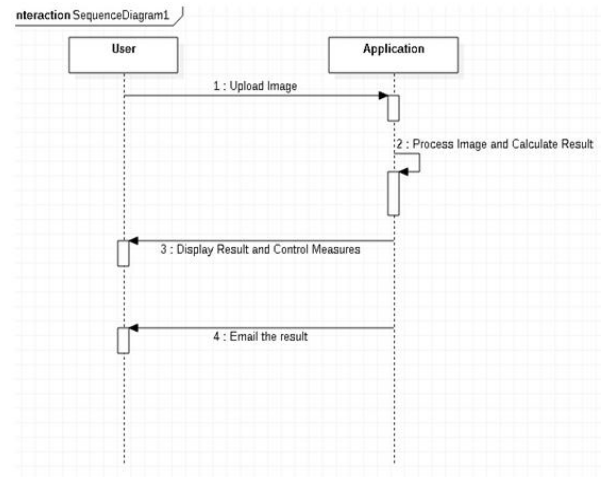 nteraction SequenceDiagram1
User
Application
1 : Upload Image
2 : Process Image and Calculate Result
3 : Display Result and Control Measures
4 : Email the result